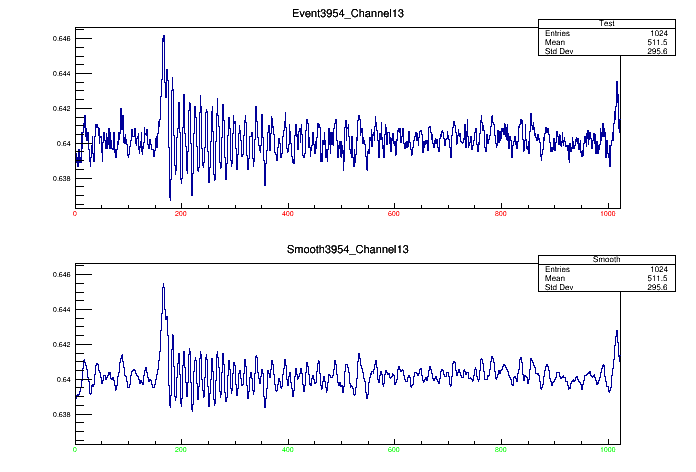 Event3954_Channel13
Test
Entries 1024
Mean 511.5
Std Dev 295.6
0.646
0.644
0.642
0.64
0.638
0 200 400 600 800 1000
Smooth3954_Channel13
Smooth
Entries 1024
Mean 511.5
Std Dev 295.6
0.646
0.644
0.642
0.64
0.638
0 200 400 600 800 1000